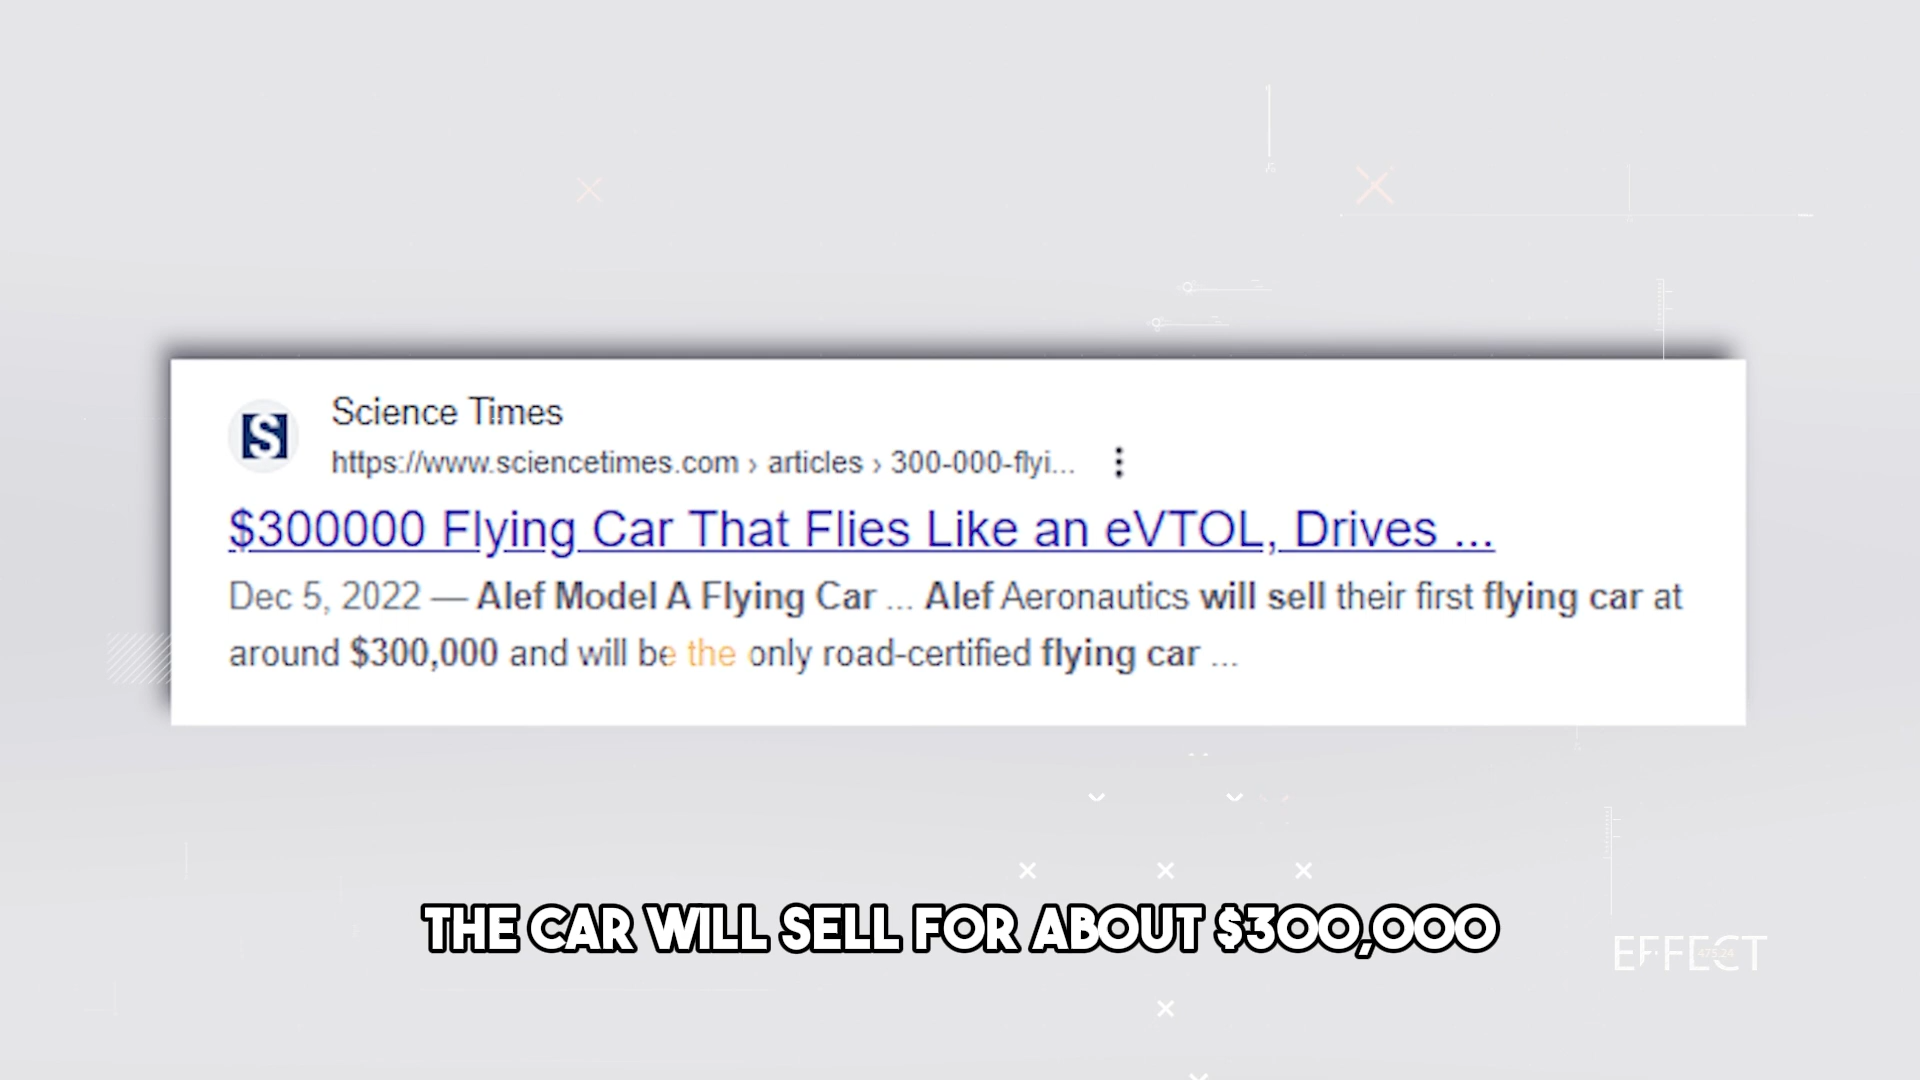 Science Times
https://www.sciencetimes.com › articles › 300-000-flyi...
$300000 Flying Car That Flies Like an eVTOL, Drives ...
Dec 5, 2022 — Alef Model A Flying Car ... Alef Aeronautics will sell their first flying car at
around $300,000 and will be the only road-certified flying car ...
THE CAR WILL SELL FOR ABOUT $300,000
EFFECT
475.24